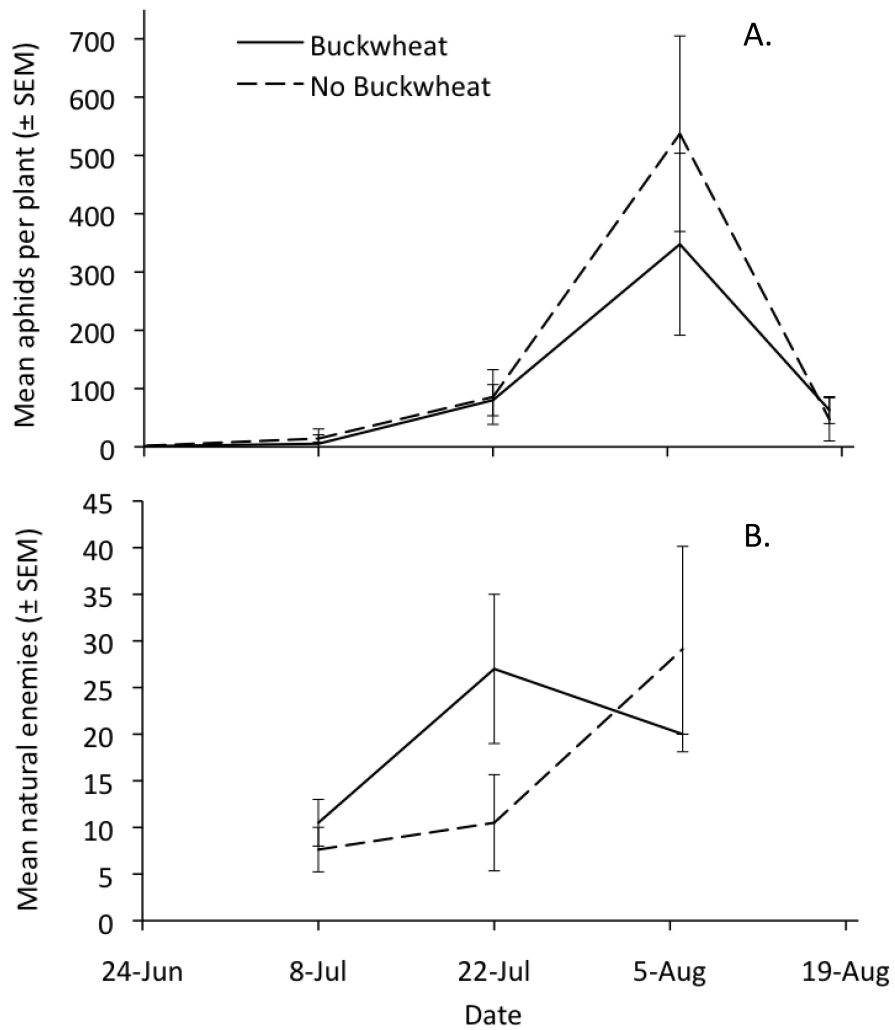 A.
Buckwheat
No Buckwheat
Mean aphids per plant (± SEM)
700
600
500
400
300
200
100
0
B.
Mean natural enemies (± SEM)
45
40
35
30
25
20
15
10
5
0
24-Jun 8-Jul 22-Jul 5-Aug 19-Aug
Date